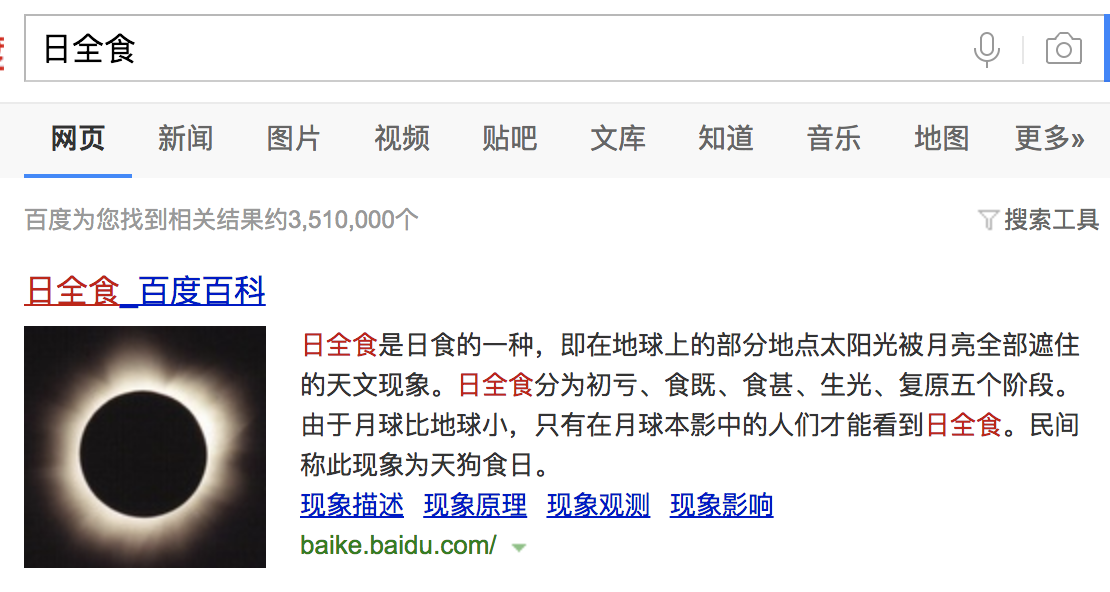 日全食
网页 新闻 图片 视频 贴吧 文库 知道 音乐 地图 更多»
百度为您找到相关结果约3,510,000个 搜索工具
日全食_百度百科
日全食是日食的一种，即在地球上的部分地点太阳光被月亮全部遮住
的天文现象。日全食分为初亏、食既、食甚、生光、复原五个阶段。
由于月球比地球小，只有在月球本影中的人们才能看到日全食。民间
称此现象为天狗食日。
现象描述 现象原理 现象观测 现象影响
baike.baidu.com/